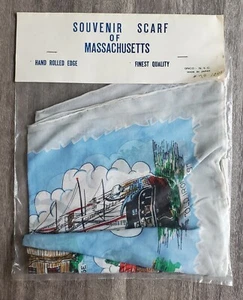 SOUVENIR SCARF
OF
MASSACHUSETTS
HAND ROLLED EDGE
FINEST QUALITY